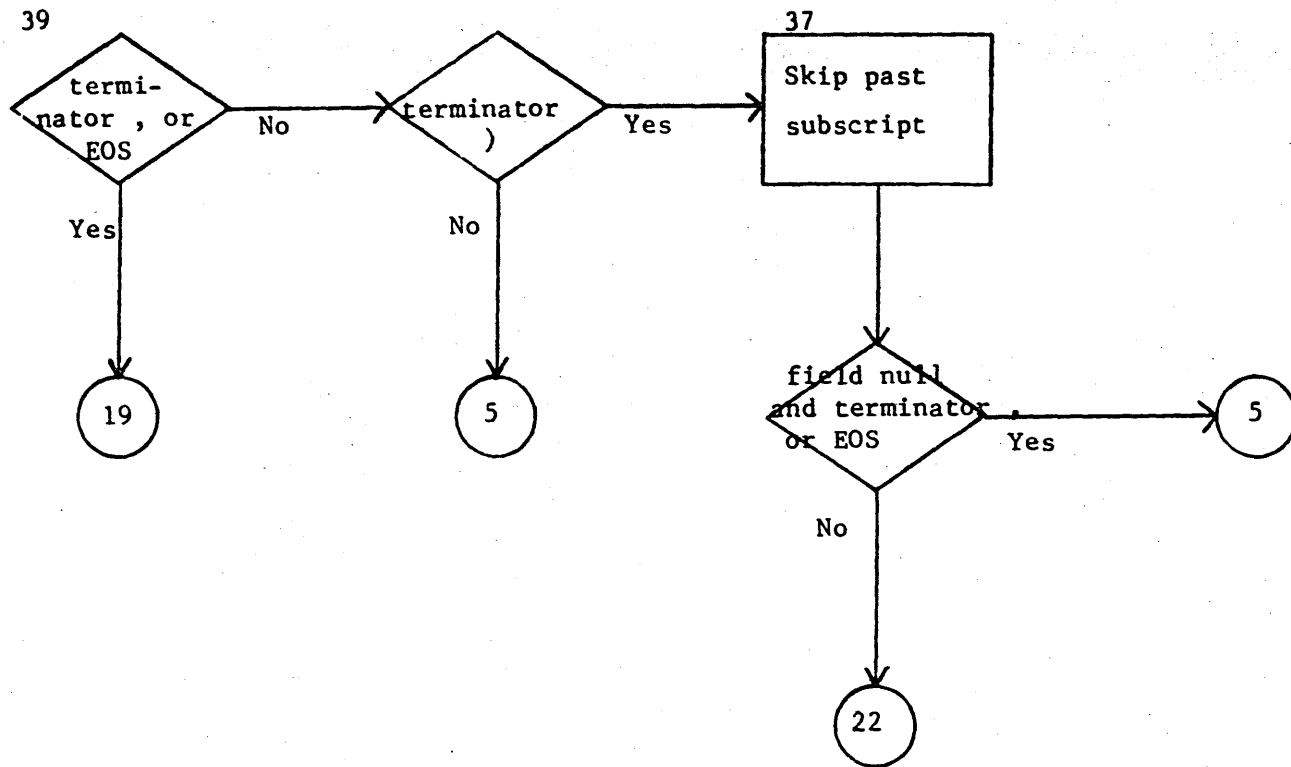 39
termi-
nator , or
EOS
No
Yes
19
terminator
)
Yes
No
5
37
Skip past
subscript
field null
and terminator ,
or EOS
Yes
5
No
22